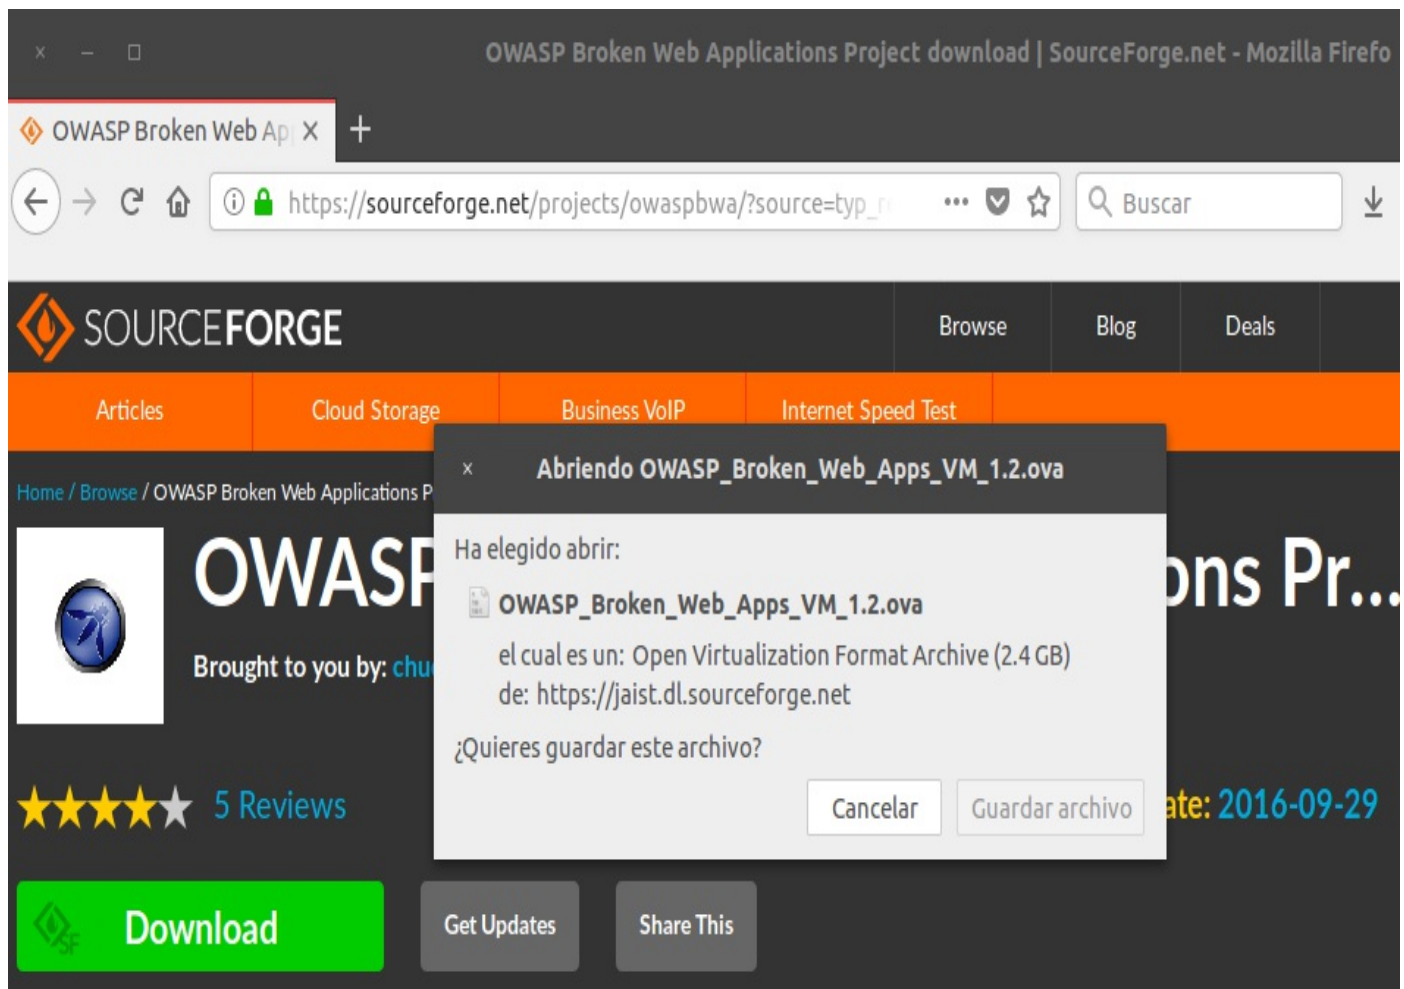 OWASP Broken Web Applications Project download | SourceForge.net - Mozilla Firefo
OWASP Broken Web Ap
https://sourceforge.net/projects/owaspbwa/?source=typ_r
Buscar
SOURCEFORGE
Browse
Blog
Deals
Articles
Cloud Storage
Business VoIP
Internet Speed Test
Abriendo OWASP_Broken_Web_Apps_VM_1.2.ova
Home / Browse / OWASP Broken Web Applications P
Ha elegido abrir:
OWASP_Broken_Web_Apps_VM_1.2.ova
el cual es un: Open Virtualization Format Archive (2.4 GB)
de: https://jaist.dl.sourceforge.net
¿Quieres guardar este archivo?
Cancelar
Guardar archivo
OWASP
ons Pr...
Brought to you by: chu
5 Reviews
ate: 2016-09-29
SF
Download
Get Updates
Share This